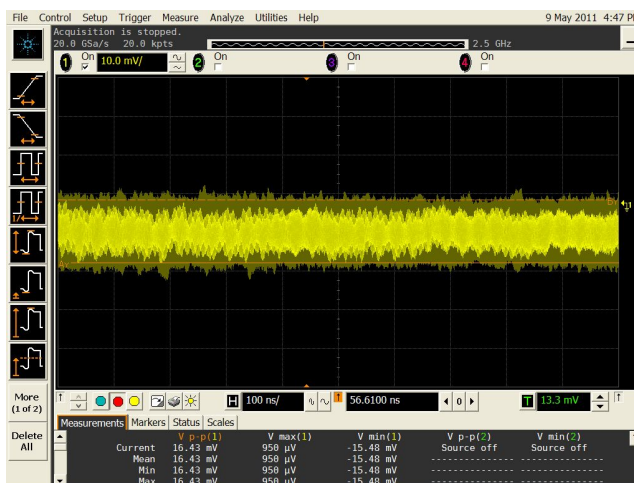 File Control Setup Trigger Measure Analyze Utilities Help 9 May 2011 4:47 P
Acquisition is stopped.
20.0 GSa/s 20.0 kpts 2.5 GHz
1 On 10.0 mV/ 2 On 3 On 4 On
More
(1 of 2)
Delete
All
H 100 ns/ 56.6100 ns 0 T 13.3 mV
Measurements Markers Status Scales
V p-p(1) V max(1) V min(1) V p-p(2) V min(2)
Current 16.43 mV 950 µV -15.48 mV Source off Source off
Mean 16.43 mV 950 µV -15.48 mV --------------- ---------------
Min 16.43 mV 950 µV -15.48 mV --------------- ---------------
Max 16.43 mV 950 µV -15.48 mV